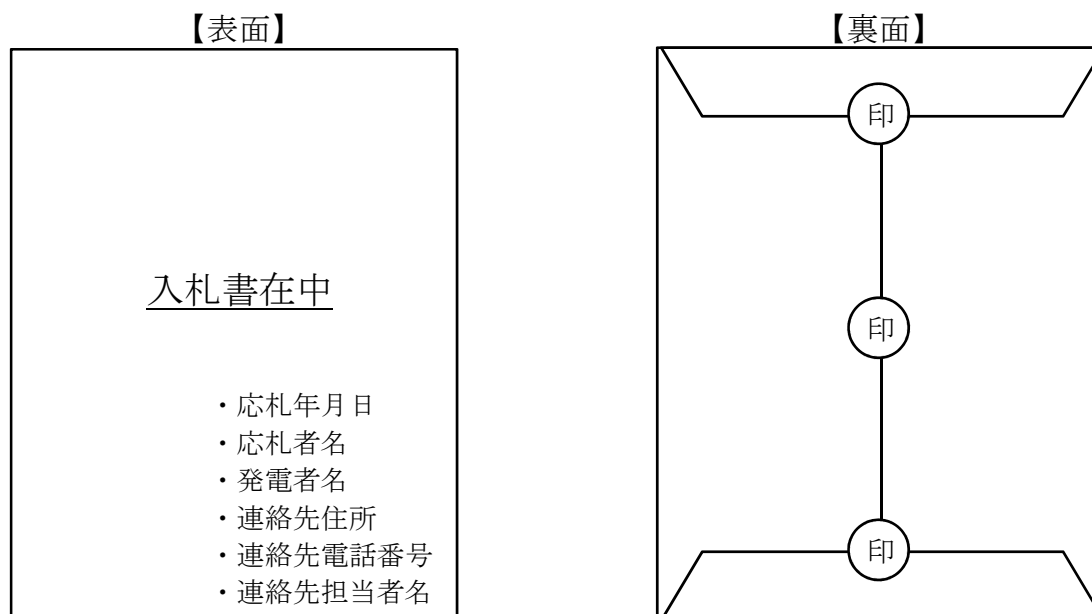 【表面】
入札書在中
・応札年月日
・応札者名
・発電者名
・連絡先住所
・連絡先電話番号
・連絡先担当者名
【裏面】
印
印
印